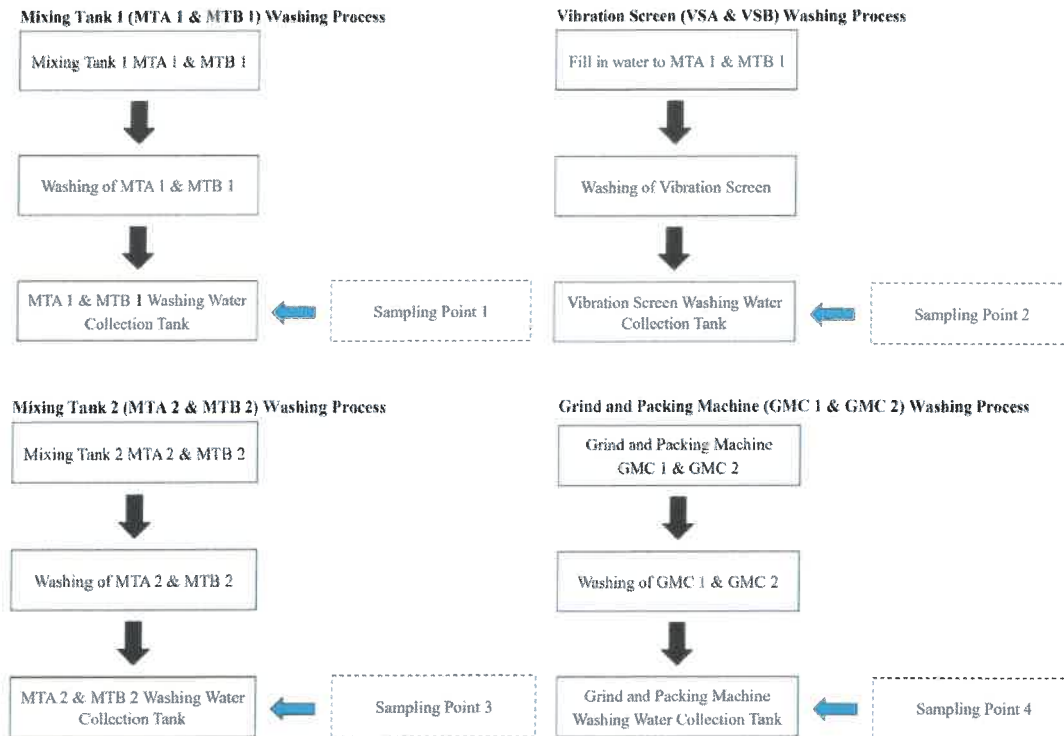 Mixing Tank 1 (MTA 1 & MTB 1) Washing Process
Mixing Tank 1 MTA 1 & MTB 1
Washing of MTA 1 & MTB 1
MTA 1 & MTB 1 Washing Water
Collection Tank
Sampling Point 1
Vibration Screen (VSA & VSB) Washing Process
Fill in water to MTA 1 & MTB 1
Washing of Vibration Screen
Vibration Screen Washing Water
Collection Tank
Sampling Point 2
Mixing Tank 2 (MTA 2 & MTB 2) Washing Process
Mixing Tank 2 MTA 2 & MTB 2
Washing of MTA 2 & MTB 2
MTA 2 & MTB 2 Washing Water
Collection Tank
Sampling Point 3
Grind and Packing Machine (GMC 1 & GMC 2) Washing Process
Grind and Packing Machine
GMC 1 & GMC 2
Washing of GMC 1 & GMC 2
Grind and Packing Machine
Washing Water Collection Tank
Sampling Point 4